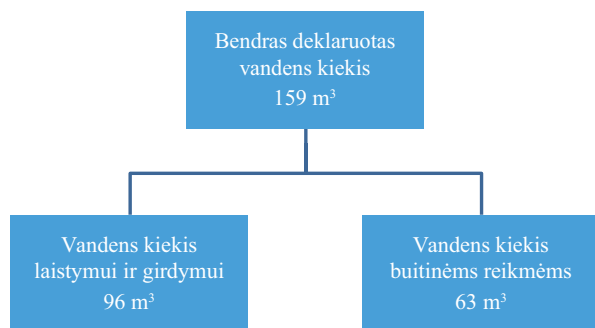 Bendras deklaruotas
vandens kiekis
159 m³
Vandens kiekis
laistymui ir girdymui
96 m³
Vandens kiekis
buitinėms reikmėms
63 m³